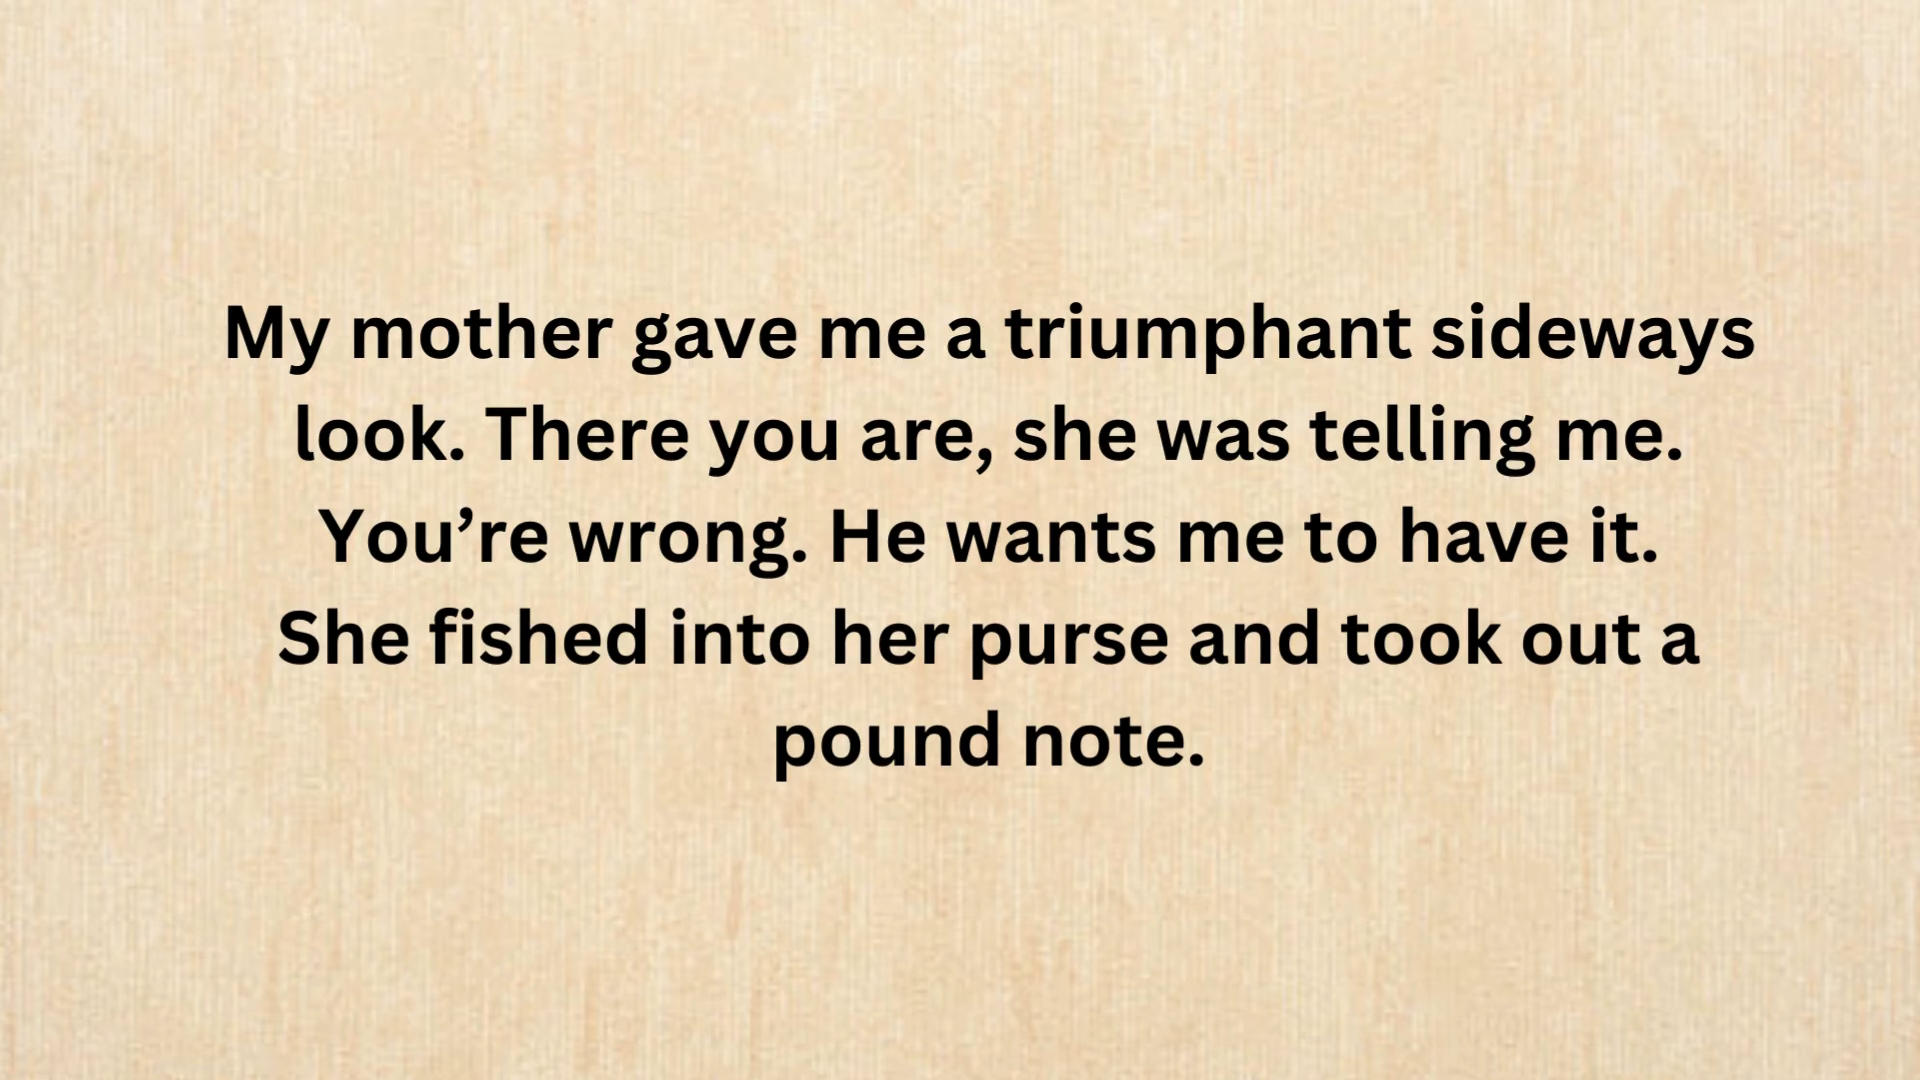 My mother gave me a triumphant sideways
look. There you are, she was telling me.
You’re wrong. He wants me to have it.
She fished into her purse and took out a
pound note.